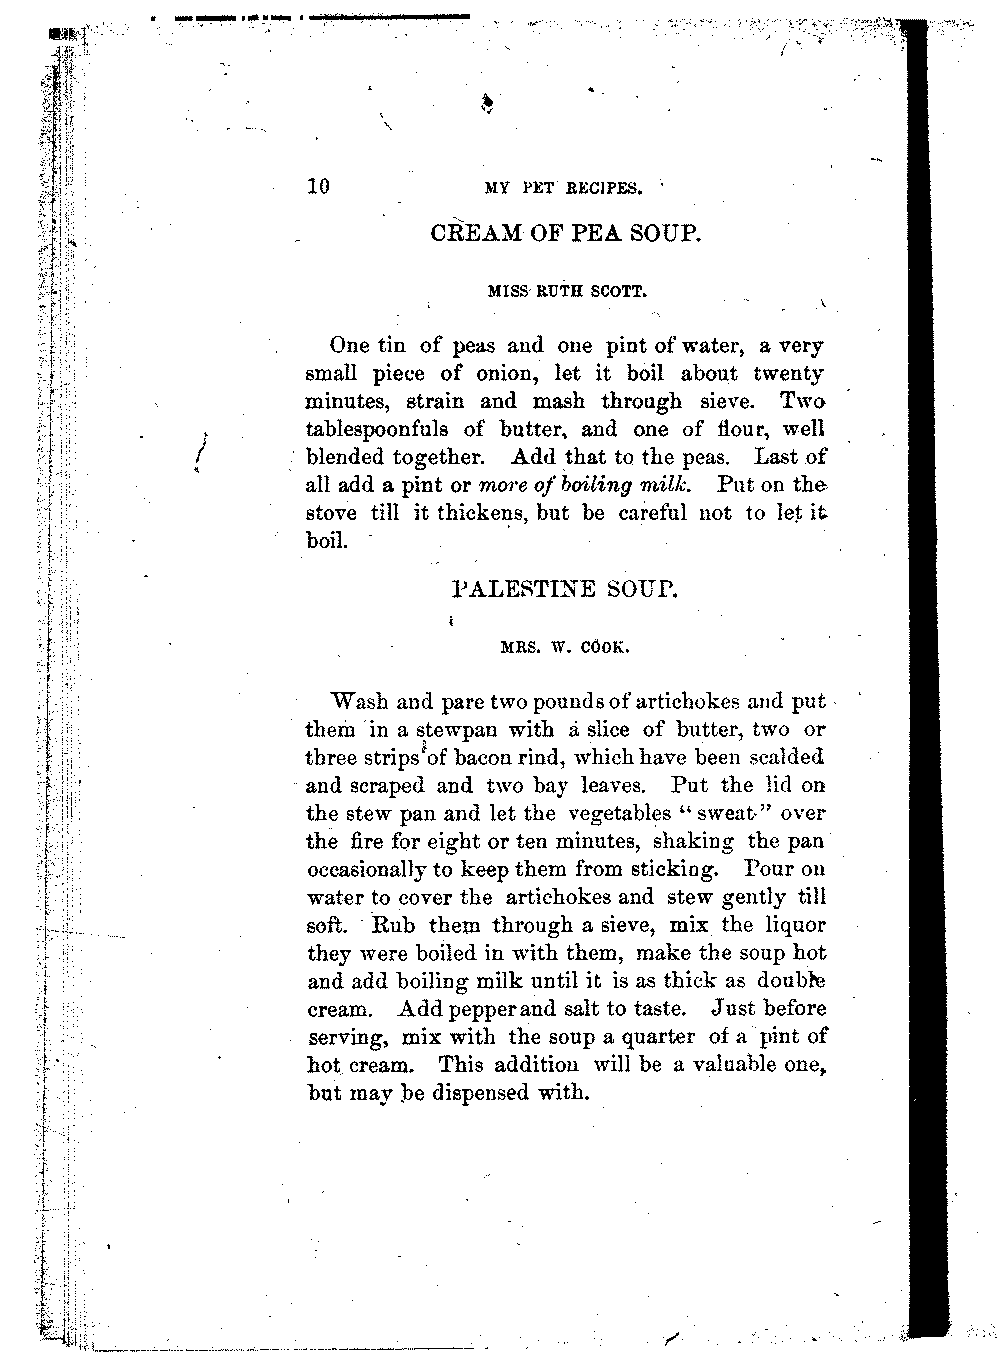 10 MY PET RECIPES.
CREAM OF PEA SOUP.
MISS RUTH SCOTT.
One tin of peas and one pint of water, a very
small piece of onion, let it boil about twenty
minutes, strain and mash through sieve. Two
tablespoonfuls of butter, and one of flour, well
blended together. Add that to the peas. Last of
all add a pint or more of boiling milk. Put on the
stove till it thickens, but be careful not to let it
boil.
PALESTINE SOUP.
MRS. W. COOK.
Wash and pare two pounds of artichokes and put
them in a stewpan with a slice of butter, two or
three strips of bacon rind, which have been scalded
and scraped and two bay leaves. Put the lid on
the stew pan and let the vegetables "sweat" over
the fire for eight or ten minutes, shaking the pan
occasionally to keep them from sticking. Pour on
water to cover the artichokes and stew gently till
soft. Rub them through a sieve, mix the liquor
they were boiled in with them, make the soup hot
and add boiling milk until it is as thick as double
cream. Add pepper and salt to taste. Just before
serving, mix with the soup a quarter of a pint of
hot cream. This addition will be a valuable one,
but may be dispensed with.